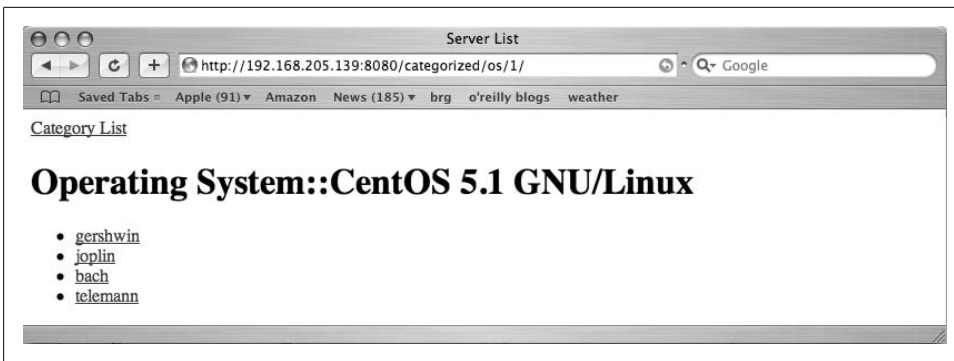 Server List
http://192.168.205.139:8080/categorized/os/1/
Google
Saved Tabs Apple (91) Amazon News (185) brg o'reilly blogs weather
Category List
Operating System::CentOS 5.1 GNU/Linux
gershwin
joplin
bach
telemann